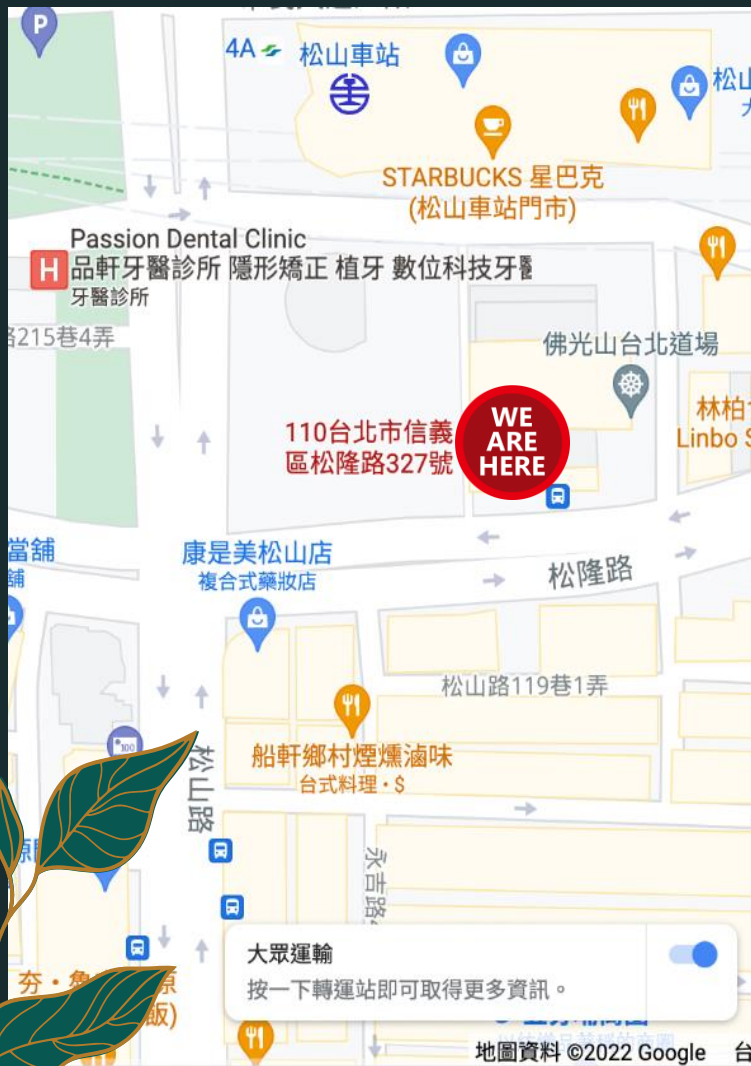 P
4A
松山車站
松山
STARBUCKS 星巴克
(松山車站門市)
Passion Dental Clinic
H
品軒牙醫診所 隱形矯正 植牙 數位科技牙醫
牙醫診所
路215巷4弄
佛光山台北道場
110台北市信義
區松隆路327號
WE
ARE
HERE
林柏
Linbo S
當舖
舖
康是美松山店
複合式藥妝店
松隆路
松山路119巷1弄
船軒鄉村煙燻滷味
台式料理・$
松山路
永吉路
大眾運輸
按一下轉運站即可取得更多資訊。
夯・魯
原
飯)
地圖資料 ©2022 Google
台